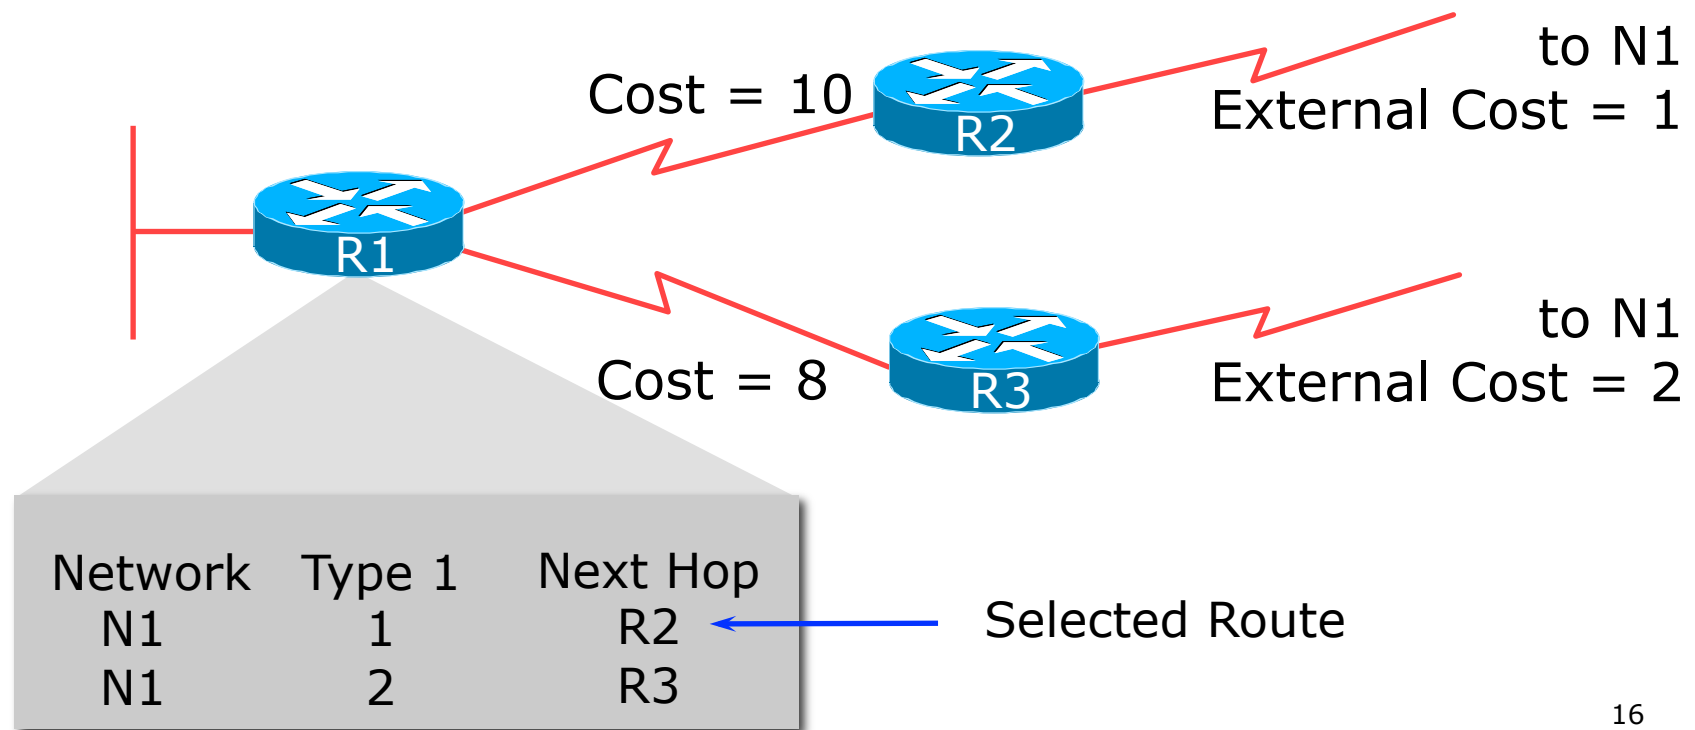 to N1
Cost = 10
External Cost = 1
R2
R1
to N1
Cost = 8
External Cost = 2
R3
Network Type 1 Next Hop
N1 1 R2
Selected Route
N1 2 R3
16